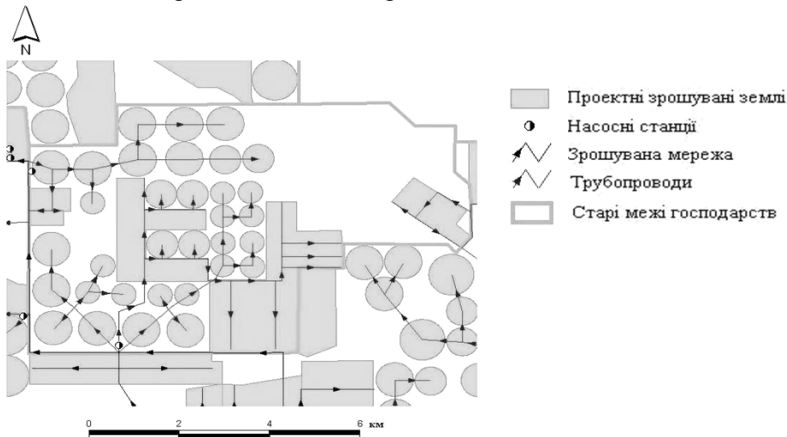 N
Проектні зрошувані землі
Насосні станції
Зрошувана мережа
Трубопроводи
Старі межі господарств
0 2 4 6 км